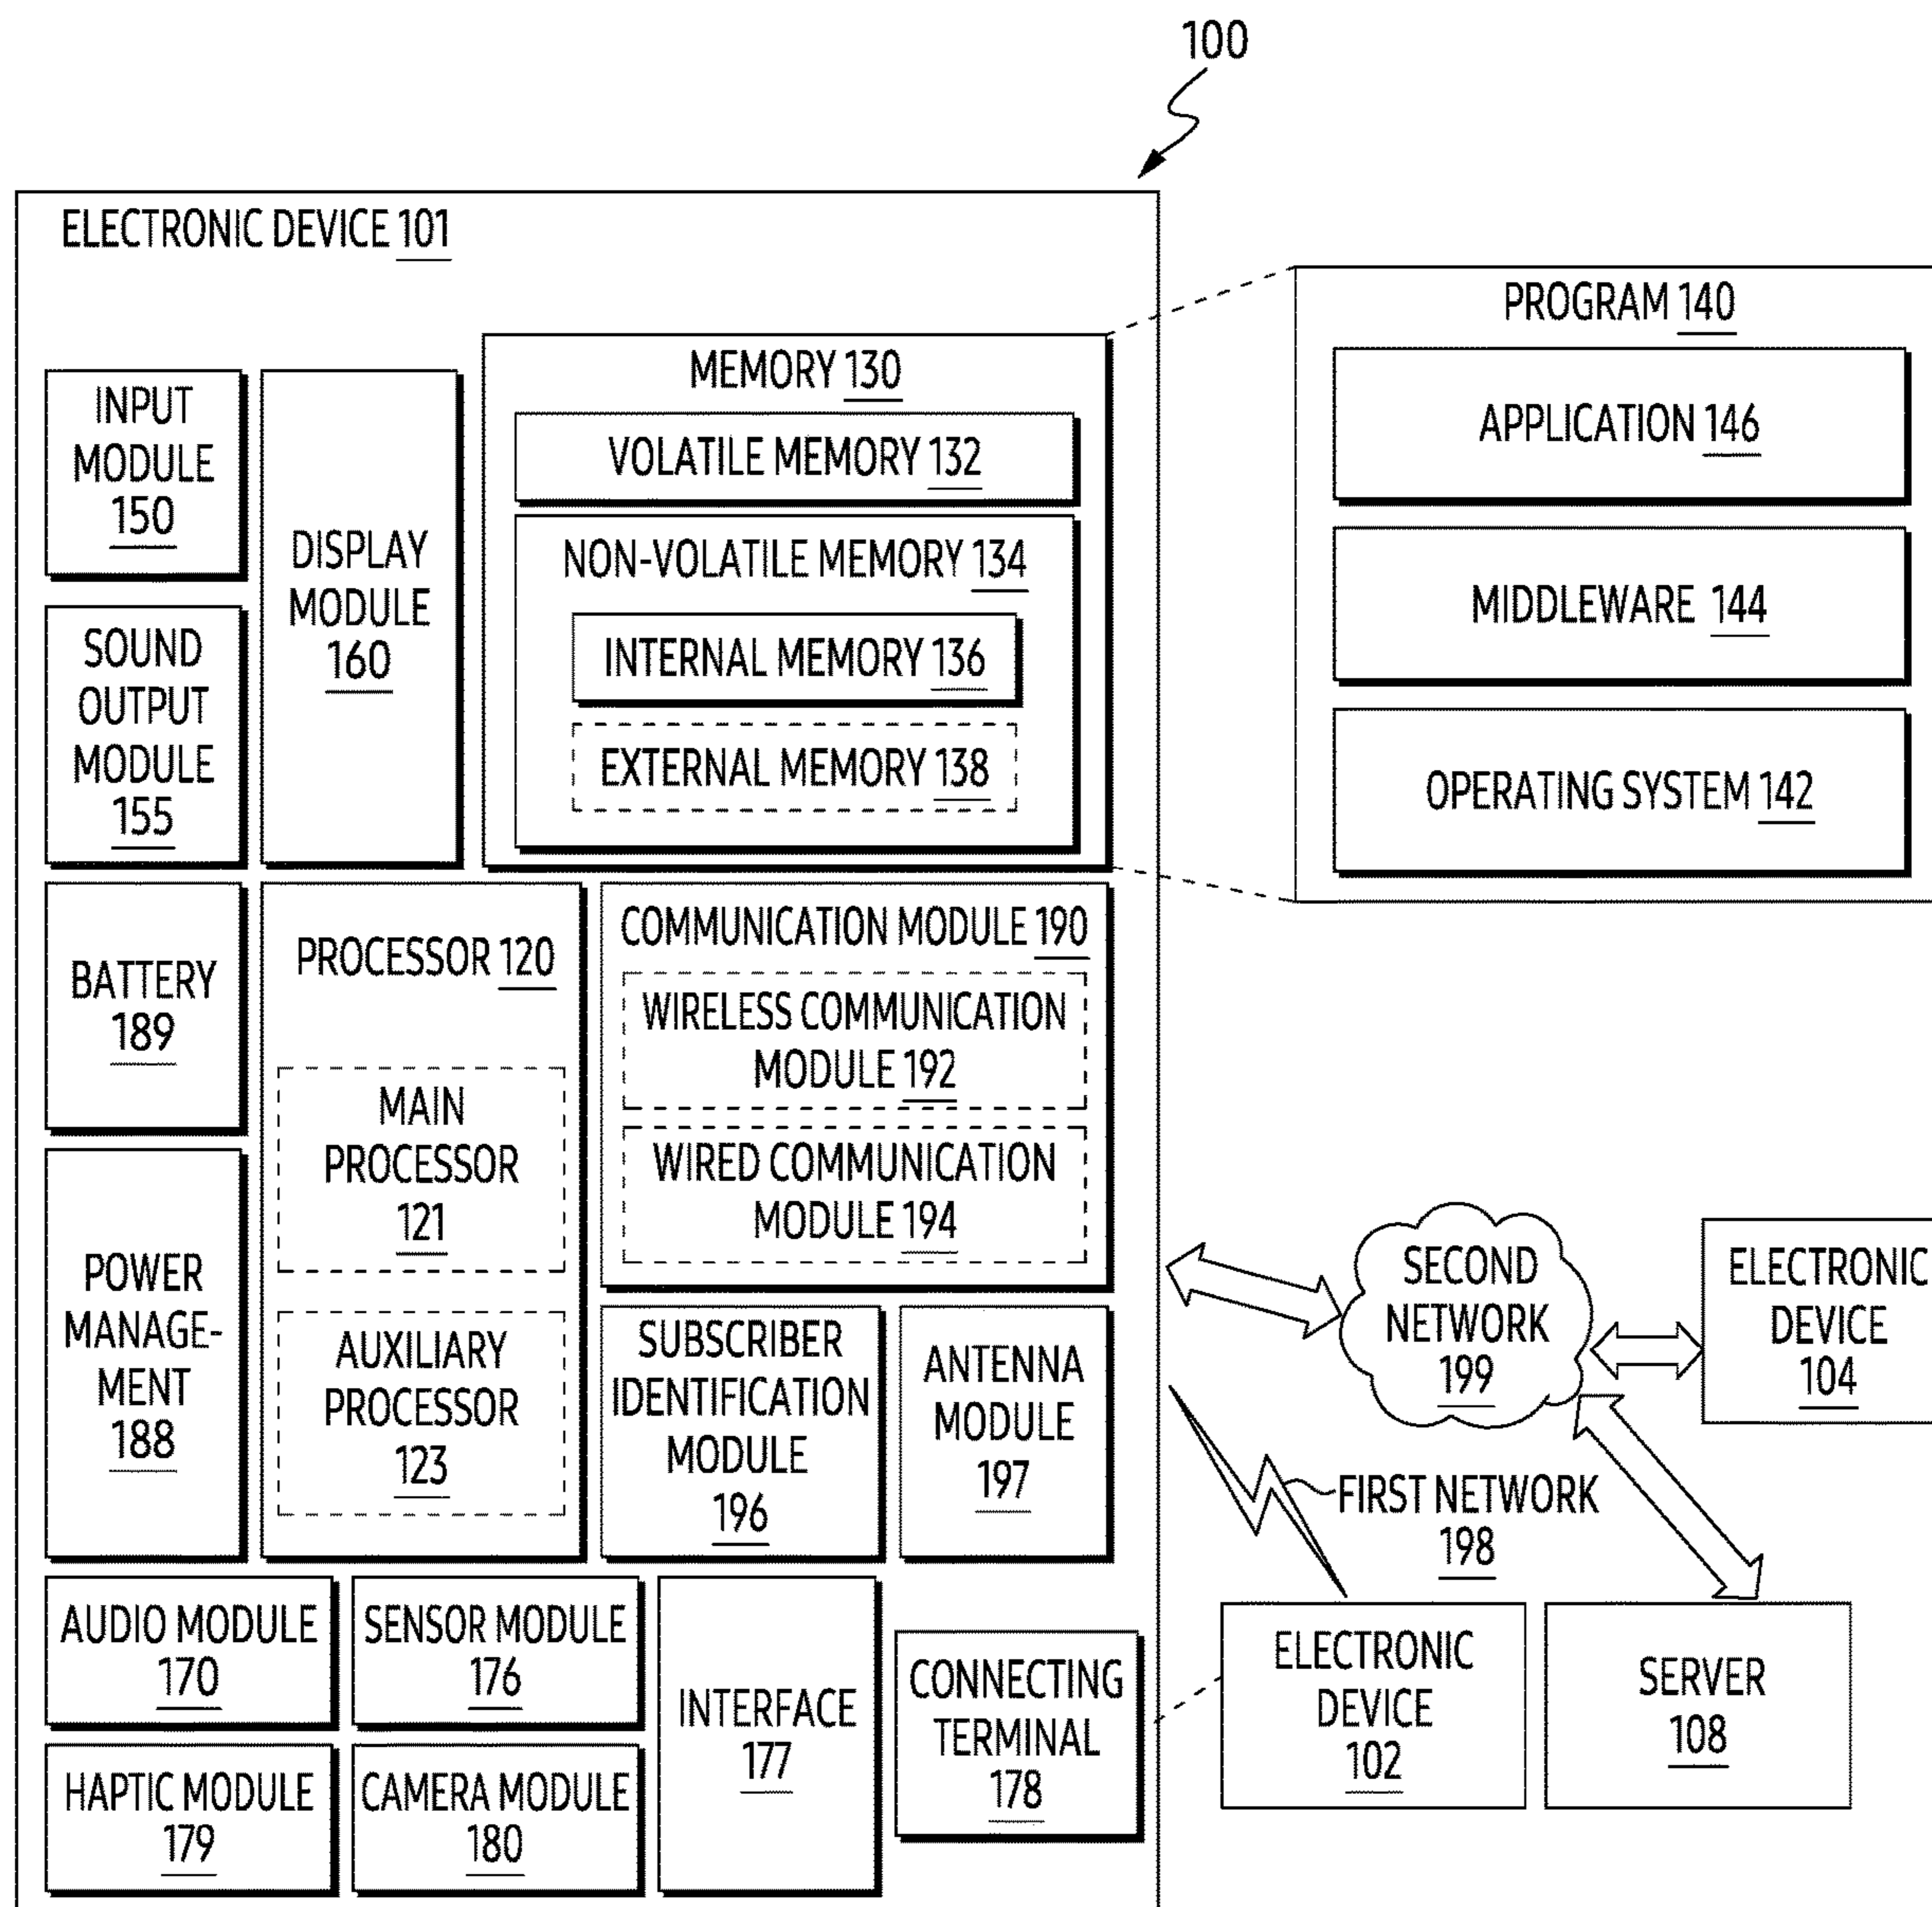 100
ELECTRONIC DEVICE 101
PROGRAM 140
APPLICATION 146
MIDDLEWARE 144
OPERATING SYSTEM 142
INPUT
MODULE
150
SOUND
OUTPUT
MODULE
155
DISPLAY
MODULE
160
MEMORY 130
VOLATILE MEMORY 132
NON-VOLATILE MEMORY 134
INTERNAL MEMORY 136
EXTERNAL MEMORY 138
BATTERY
189
POWER
MANAGE-
MENT
188
PROCESSOR 120
MAIN
PROCESSOR
121
AUXILIARY
PROCESSOR
123
COMMUNICATION MODULE 190
WIRELESS COMMUNICATION
MODULE 192
WIRED COMMUNICATION
MODULE 194
SUBSCRIBER
IDENTIFICATION
MODULE
196
ANTENNA
MODULE
197
SECOND
NETWORK
199
ELECTRONIC
DEVICE
104
FIRST NETWORK
198
AUDIO MODULE
170
SENSOR MODULE
176
INTERFACE
177
CONNECTING
TERMINAL
178
HAPTIC MODULE
179
CAMERA MODULE
180
ELECTRONIC
DEVICE
102
SERVER
108